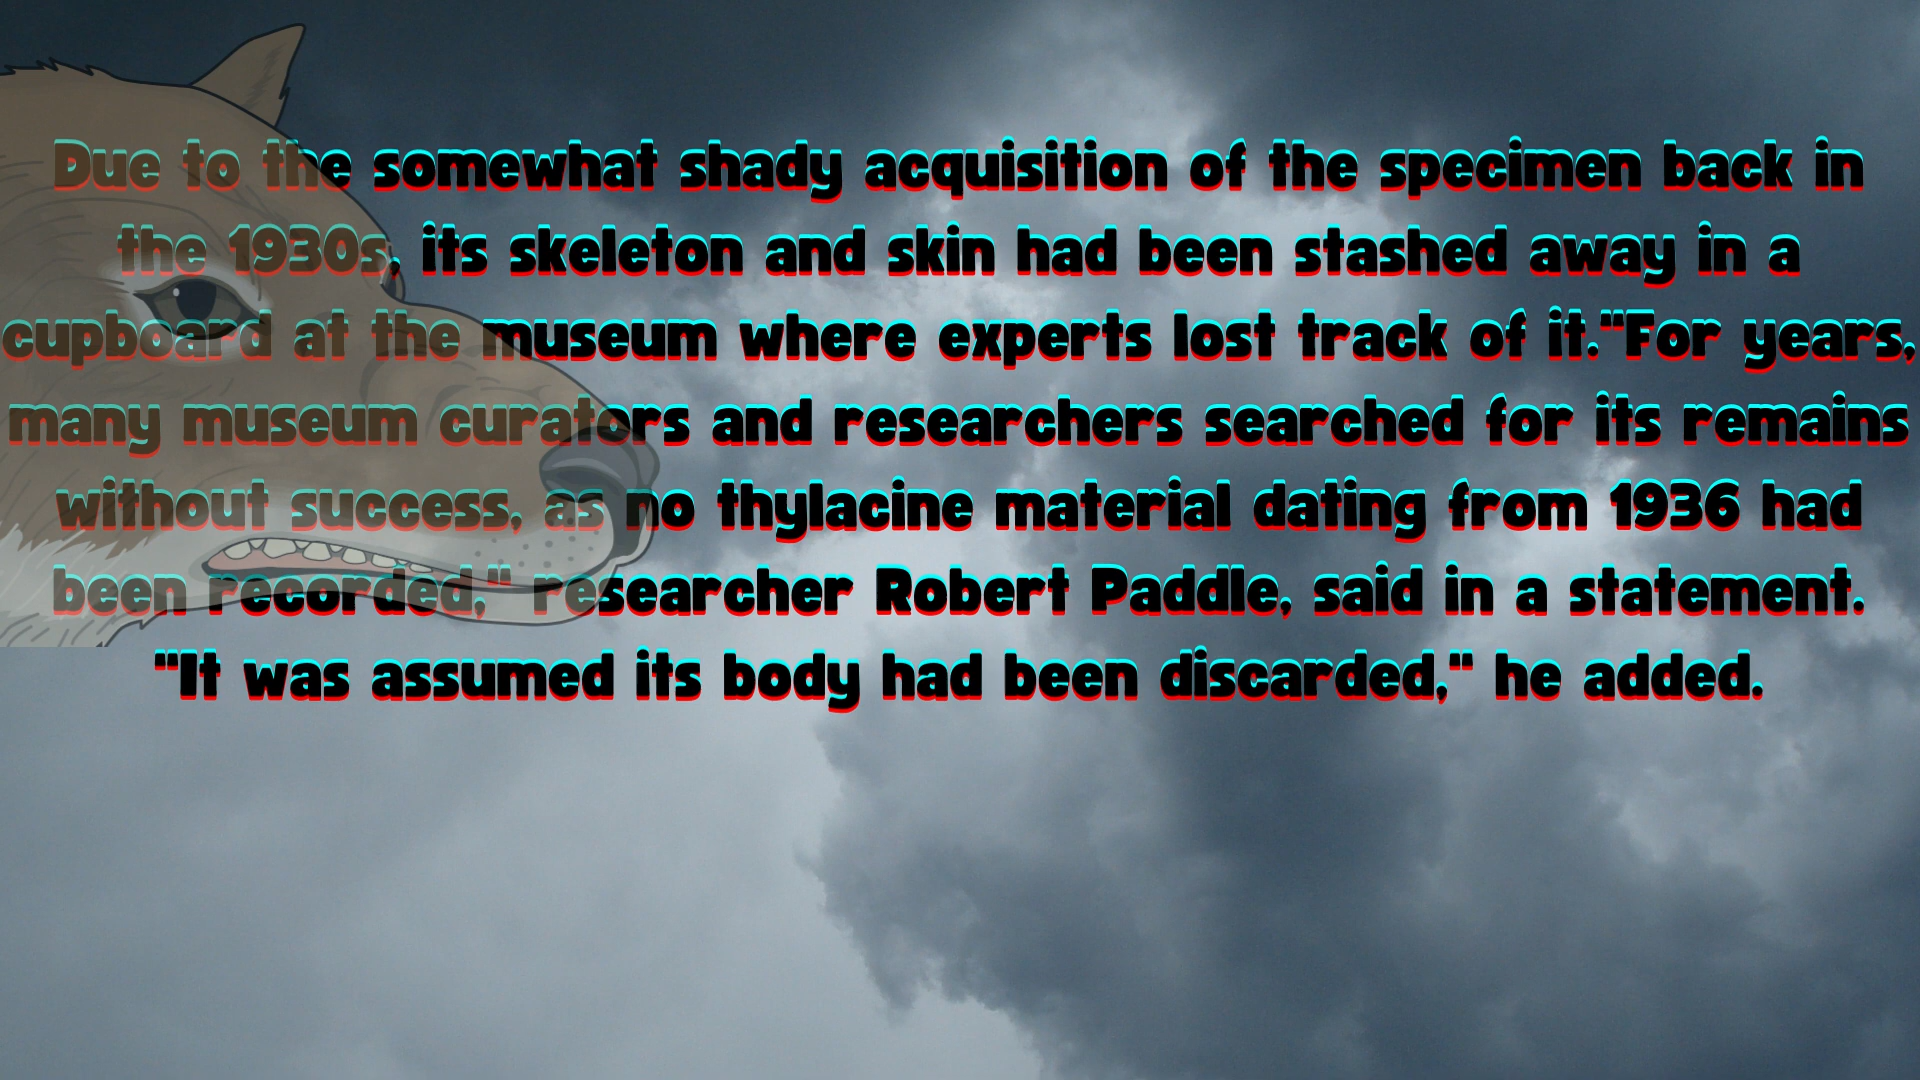 Due to the somewhat shady acquisition of the specimen back in
the 1930s, its skeleton and skin had been stashed away in a
cupboard at the museum where experts lost track of it."For years,
many museum curators and researchers searched for its remains
without success, as no thylacine material dating from 1936 had
been recorded," researcher Robert Paddle, said in a statement.
"It was assumed its body had been discarded," he added.